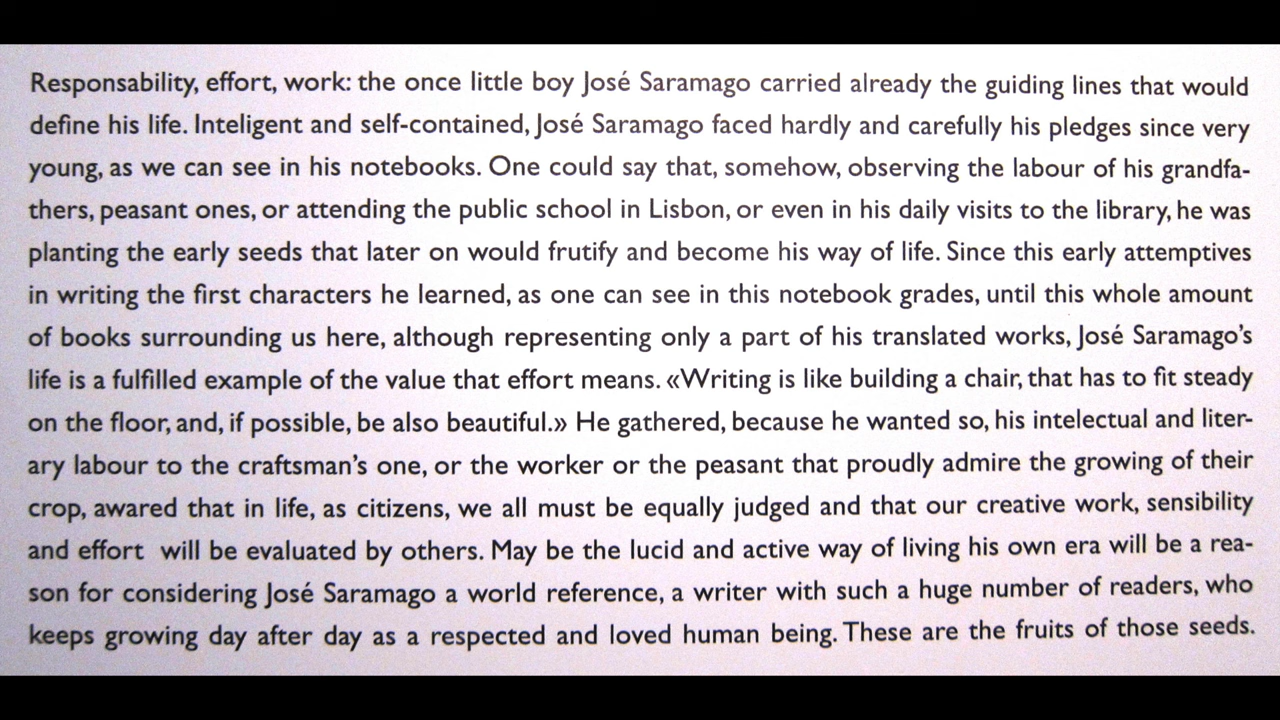 Responsability, effort, work: the once little boy José Saramago carried already the guiding lines that would
define his life. Inteligent and self-contained, José Saramago faced hardly and carefully his pledges since very
young, as we can see in his notebooks. One could say that, somehow, observing the labour of his grandfa-
thers, peasant ones, or attending the public school in Lisbon, or even in his daily visits to the library, he was
planting the early seeds that later on would frutify and become his way of life. Since this early attemptives
in writing the first characters he learned, as one can see in this notebook grades, until this whole amount
of books surrounding us here, although representing only a part of his translated works, José Saramago’s
life is a fulfilled example of the value that effort means. «Writing is like building a chair, that has to fit steady
on the floor, and, if possible, be also beautiful.» He gathered, because he wanted so, his intelectual and liter-
ary labour to the craftsman’s one, or the worker or the peasant that proudly admire the growing of their
crop, awared that in life, as citizens, we all must be equally judged and that our creative work, sensibility
and effort will be evaluated by others. May be the lucid and active way of living his own era will be a rea-
son for considering José Saramago a world reference, a writer with such a huge number of readers, who
keeps growing day after day as a respected and loved human being. These are the fruits of those seeds.